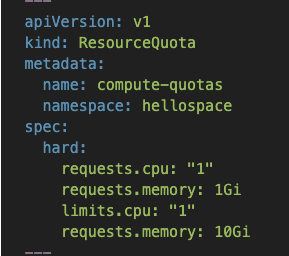 ---
apiVersion: v1
kind: ResourceQuota
metadata:
  name: compute-quotas
  namespace: hellospace
spec:
  hard:
    requests.cpu: "1"
    requests.memory: 1Gi
    limits.cpu: "1"
    requests.memory: 10Gi
---